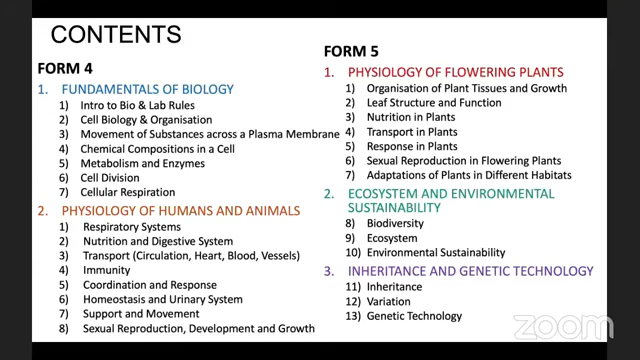 CONTENTS
FORM 4
1. FUNDAMENTALS OF BIOLOGY
1) Intro to Bio & Lab Rules
2) Cell Biology & Organisation
3) Movement of Substances across a Plasma Membrane
4) Chemical Compositions in a Cell
5) Metabolism and Enzymes
6) Cell Division
7) Cellular Respiration
2. PHYSIOLOGY OF HUMANS AND ANIMALS
1) Respiratory Systems
2) Nutrition and Digestive System
3) Transport (Circulation, Heart, Blood, Vessels)
4) Immunity
5) Coordination and Response
6) Homeostasis and Urinary System
7) Support and Movement
8) Sexual Reproduction, Development and Growth
FORM 5
1. PHYSIOLOGY OF FLOWERING PLANTS
1) Organisation of Plant Tissues and Growth
2) Leaf Structure and Function
3) Nutrition in Plants
4) Transport in Plants
5) Response in Plants
6) Sexual Reproduction in Flowering Plants
7) Adaptations of Plants in Different Habitats
2. ECOSYSTEM AND ENVIRONMENTAL
SUSTAINABILITY
8) Biodiversity
9) Ecosystem
10) Environmental Sustainability
3. INHERITANCE AND GENETIC TECHNOLOGY
11) Inheritance
12) Variation
13) Genetic Technology
zoom